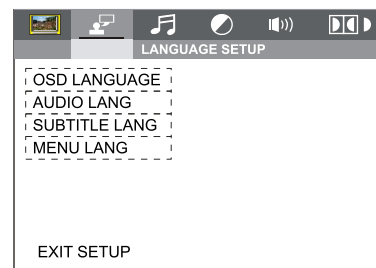 LANGUAGE SETUP
OSD LANGUAGE
AUDIO LANG
SUBTITLE LANG
MENU LANG
EXIT SETUP